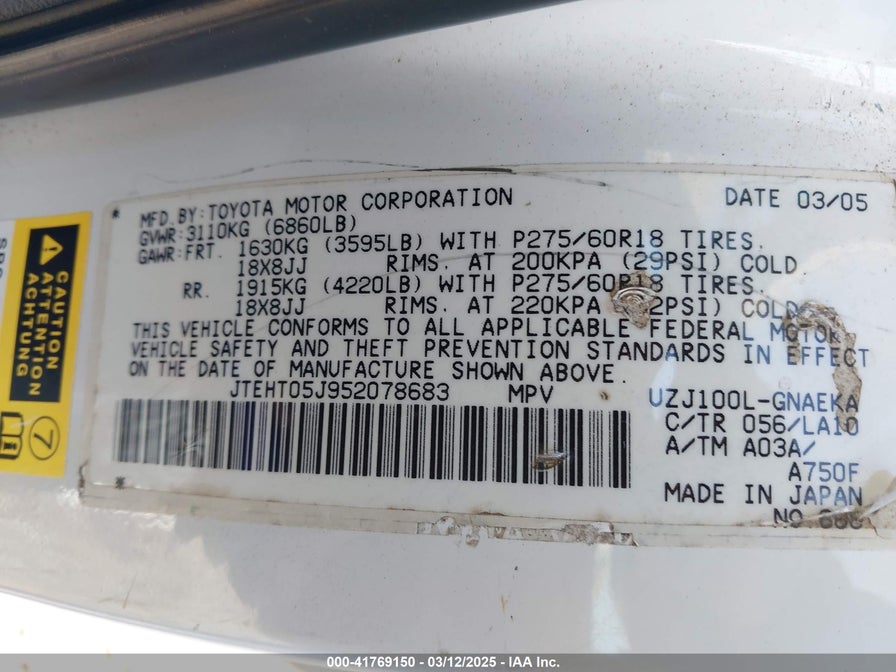 MFD.BY:TOYOTA MOTOR CORPORATION DATE 03/05
GVWR:3110KG (6860LB)
GAWR:FRT. 1630KG (3595LB) WITH P275/60R18 TIRES.
18X8JJ RIMS. AT 200KPA (29PSI) COLD.
RR. 1915KG (4220LB) WITH P275/60R18 TIRES.
18X8JJ RIMS. AT 220KPA COLD.
THIS VEHICLE CONFORMS TO ALL APPLICABLE FEDERAL MOTOR
VEHICLE SAFETY AND THEFT PREVENTION STANDARDS IN EFFECT
ON THE DATE OF MANUFACTURE SHOWN ABOVE.
JTEHT05J952078683 MPV UZJ100L-GNAEKA
C/TR 056/LA10
A/TM A03A/
A750F
MADE IN JAPAN
NO
CAUTION
ATTENTION
ACHTUNG
7
000-41769150 - 03/12/2025 - IAA Inc.